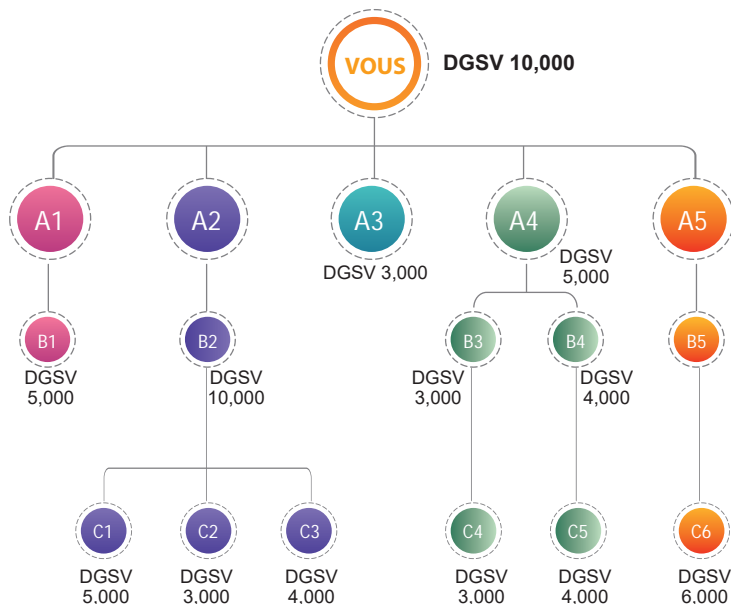 VOUS
DGSV 10,000
A1
A2
A3
A4
A5
DGSV 3,000
DGSV
5,000
B1
B2
B3
B4
B5
DGSV
5,000
DGSV
10,000
DGSV
3,000
DGSV
4,000
C1
C2
C3
C4
C5
C6
DGSV
5,000
DGSV
3,000
DGSV
4,000
DGSV
3,000
DGSV
4,000
DGSV
6,000